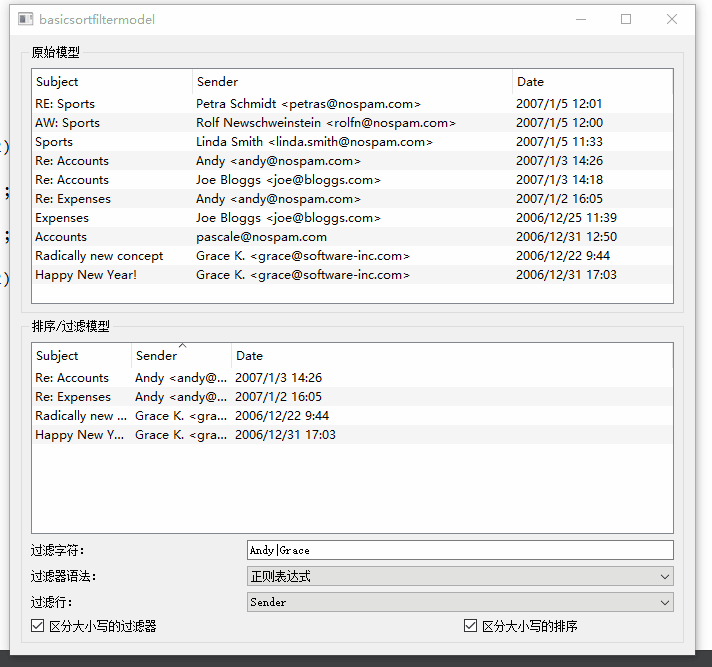 basicsortfiltermodel
原始模型
Subject Sender Date
RE: Sports Petra Schmidt <petras@nospam.com> 2007/1/5 12:01
AW: Sports Rolf Newschweinstein <rolfn@nospam.com> 2007/1/5 12:00
Sports Linda Smith <linda.smith@nospam.com> 2007/1/5 11:33
Re: Accounts Andy <andy@nospam.com> 2007/1/3 14:26
Re: Accounts Joe Bloggs <joe@bloggs.com> 2007/1/3 14:18
Re: Expenses Andy <andy@nospam.com> 2007/1/2 16:05
Expenses Joe Bloggs <joe@bloggs.com> 2006/12/25 11:39
Accounts pascale@nospam.com 2006/12/31 12:50
Radically new concept Grace K. <grace@software-inc.com> 2006/12/22 9:44
Happy New Year! Grace K. <grace@software-inc.com> 2006/12/31 17:03
排序/过滤模型
Subject Sender Date
Re: Accounts Andy <andy@... 2007/1/3 14:26
Re: Expenses Andy <andy@... 2007/1/2 16:05
Radically new ... Grace K. <gra... 2006/12/22 9:44
Happy New Y... Grace K. <gra... 2006/12/31 17:03
过滤字符: Andy|Grace
过滤器语法: 正则表达式
过滤行: Sender
区分大小写的过滤器 区分大小写的排序